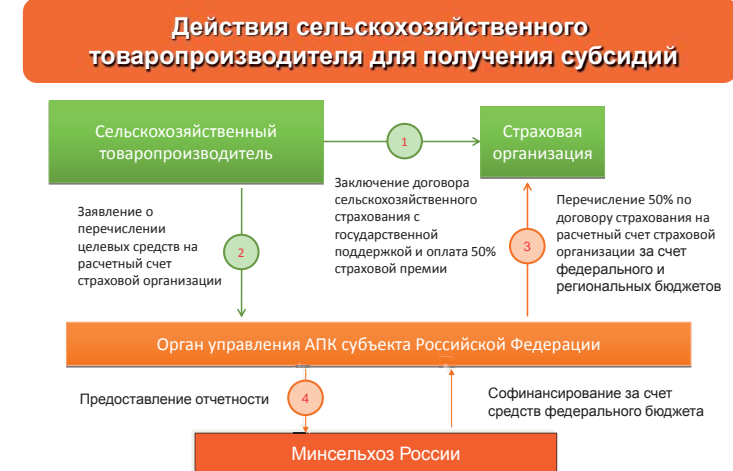 Действия сельскохозяйственного
товаропроизводителя для получения субсидий
Сельскохозяйственный
товаропроизводитель
1
Страховая
организация
Заключение договора
сельскохозяйственного
страхования с
государственной
поддержкой и оплата 50%
страховой премии
Заявление о
перечислении
целевых средств на
расчетный счет
страховой организации
2
3
Перечисление 50% по
договору страхования на
расчетный счет страховой
организации за счет
федерального и
региональных бюджетов
Орган управления АПК субъекта Российской Федерации
Предоставление отчетности
4
Софинансирование за счет
средств федерального бюджета
Минсельхоз России